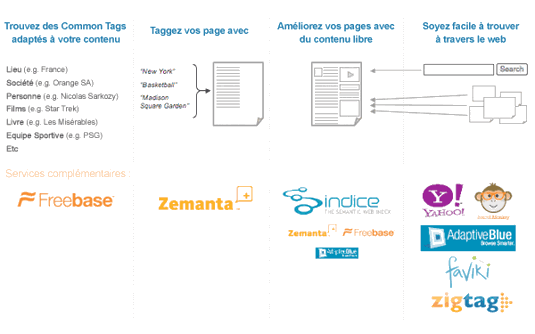 Trouvez des Common Tags
adaptés à votre contenu
Lieu (e.g. France)
Société (e.g. Orange SA)
Personne (e.g. Nicolas Sarkozy)
Films (e.g. Star Trek)
Livre (e.g. Les Misérables)
Equipe Sportive (e.g. PSG)
Etc
Services complémentaires :
Freebase
Taggez vos page avec
"New York"
"Basketball"
"Madison
Square Garden"
Zemanta
Améliorez vos pages avec
du contenu libre
Sindice
THE SEMANTIC WEB INDEX
Zemanta
Freebase
AdaptiveBlue
Soyez facile à trouver
à travers le web
Search
YAHOO!
AdaptiveBlue
Browse Smarter.
faviki
zigtag